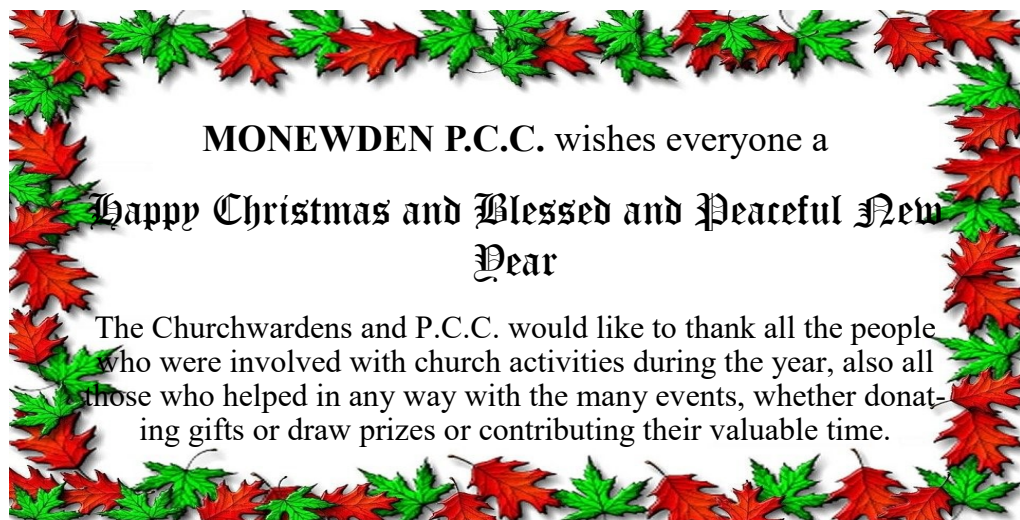 MONEWDEN P.C.C. wishes everyone a
Happy Christmas and Blessed and Peaceful New
Year
The Churchwardens and P.C.C. would like to thank all the people
who were involved with church activities during the year, also all
those who helped in any way with the many events, whether donat-
ing gifts or draw prizes or contributing their valuable time.